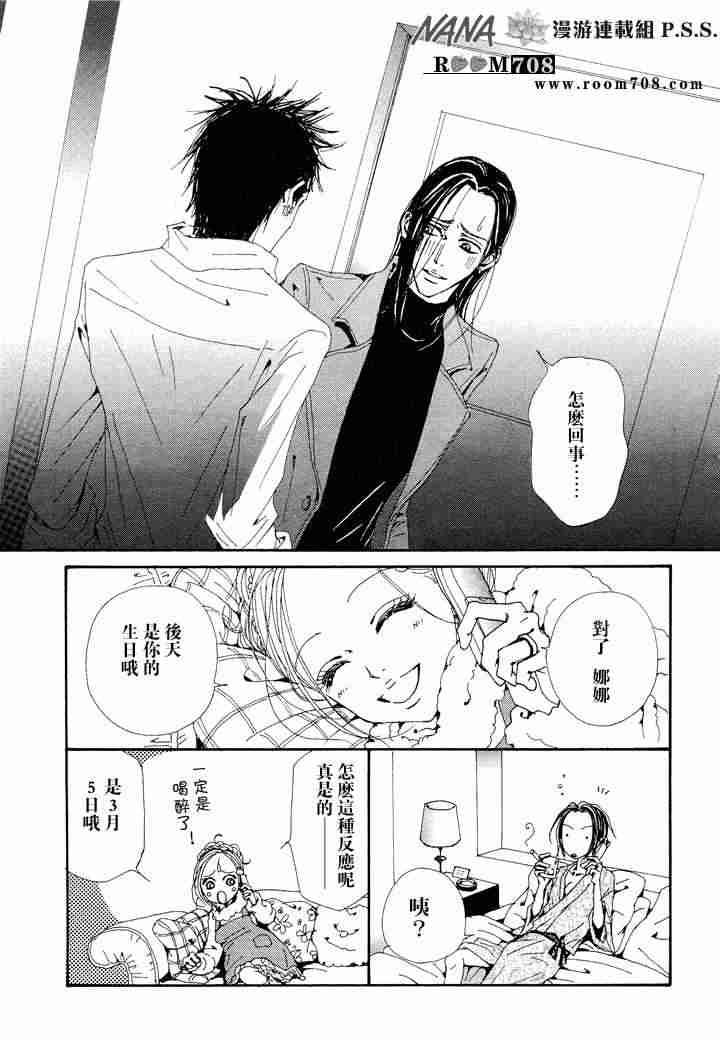 NANA 漫游連載組 P.S.S.
ROOM708
www.room708.com
怎麼回事……
對了 娜娜
後天
是你的
生日哦
咦？
怎麼這種反應呢
真是的——
一定是
喝醉了！
是3月
5日哦